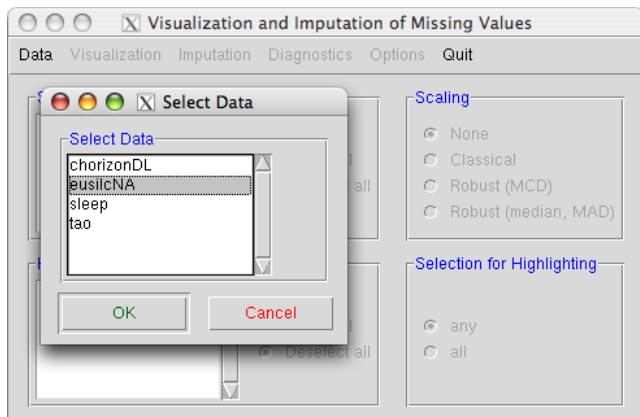 Visualization and Imputation of Missing Values
Data Visualization Imputation Diagnostics Options Quit
S
X Select Data
Scaling
Select Data
chorizonDL
eusilcNA
sleep
tao
OK
Cancel
None
Classical
Robust (MCD)
Robust (median, MAD)
all
Selection for Highlighting
any
all
Deselect all